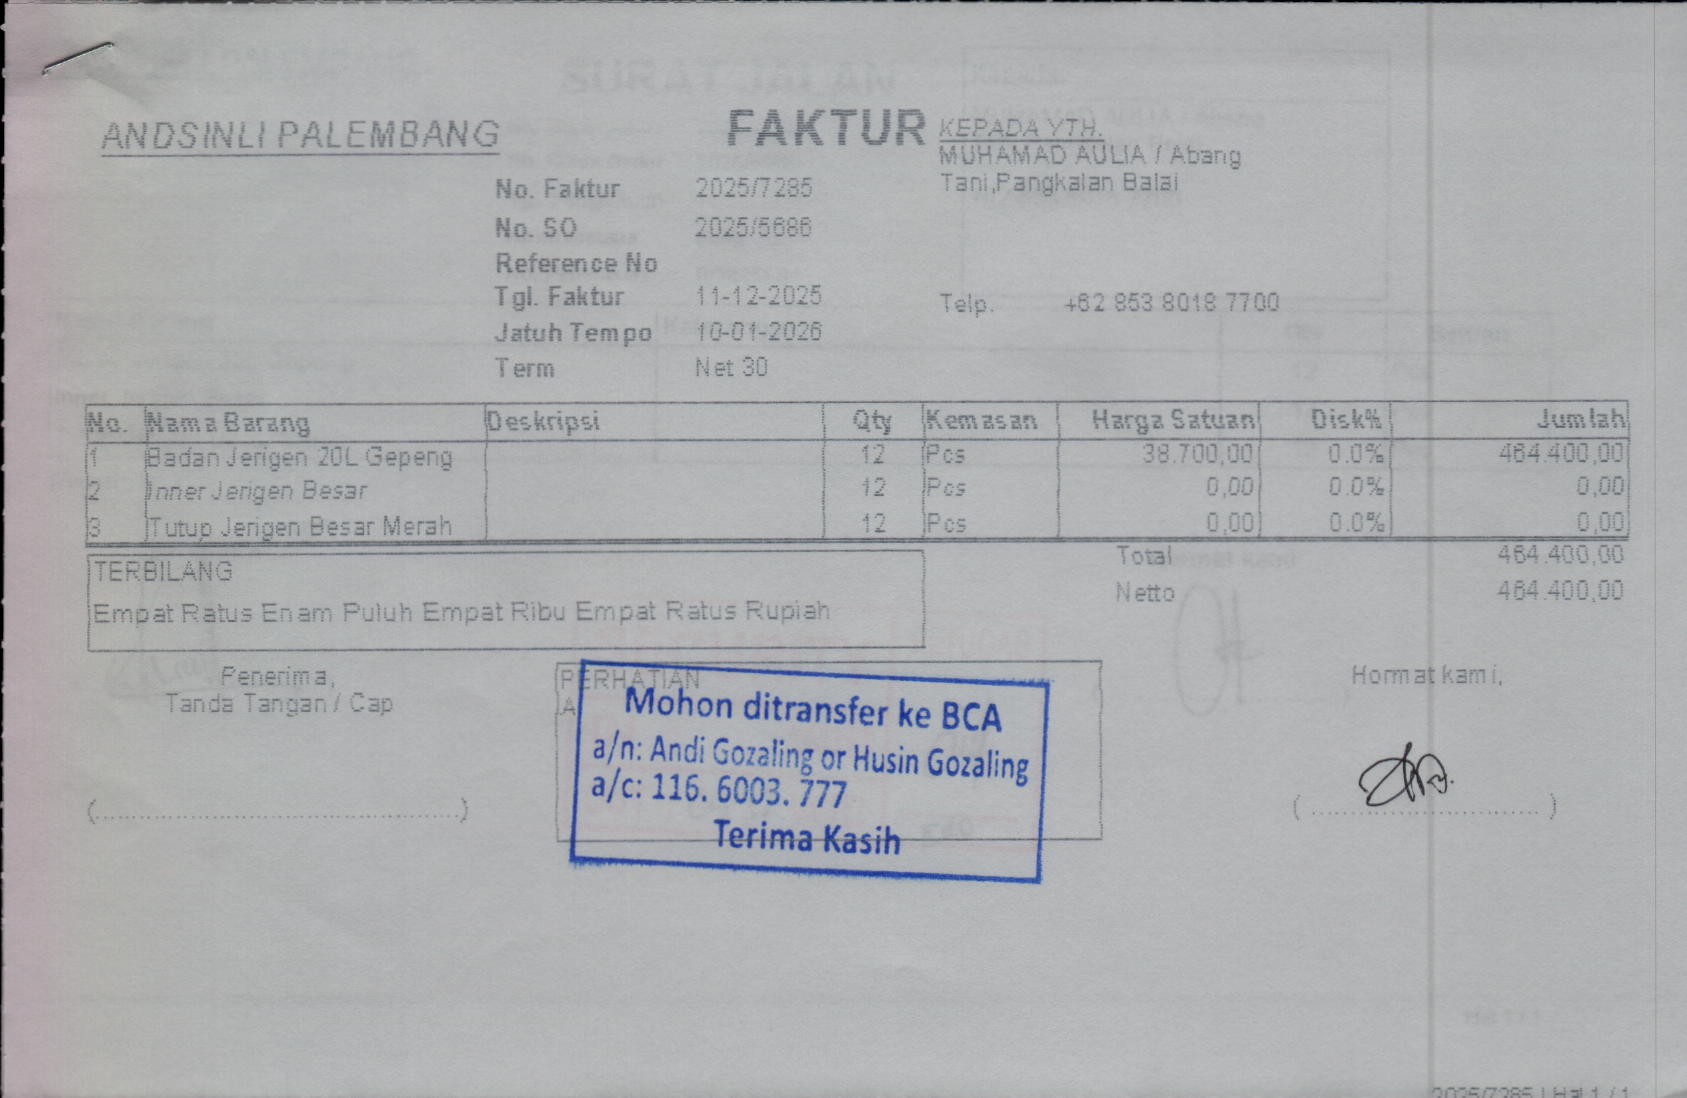 ANDSINLI PALEMBANG
FAKTUR
KEPADA YTH.
MUHAMAD AULIA / Abang
Tani,Pangkalan Balai
No. Faktur 2025/7285
No. SO 2025/5686
Reference No
Tgl. Faktur 11-12-2025
Telp. +62 853 8018 7700
Jatuh Tempo 10-01-2026
Term Net 30
No. Nama Barang Deskripsi Qty Kemasan Harga Satuan Disk% Jumlah
1 Badan Jerigen 20L Gepeng 12 Pcs 38.700,00 0.0% 464.400,00
2 Inner Jerigen Besar 12 Pcs 0,00 0.0% 0,00
3 Tutup Jerigen Besar Merah 12 Pcs 0,00 0.0% 0,00
Total 464.400,00
Netto 464.400,00
TERBILANG
Empat Ratus Enam Puluh Empat Ribu Empat Ratus Rupiah
Penerima,
Tanda Tangan / Cap
PERHATIAN
Mohon ditransfer ke BCA
a/n: Andi Gozaling or Husin Gozaling
a/c: 116. 6003. 777
Terima Kasih
Hormat kami,
2025/7285 | Hal 1 / 1